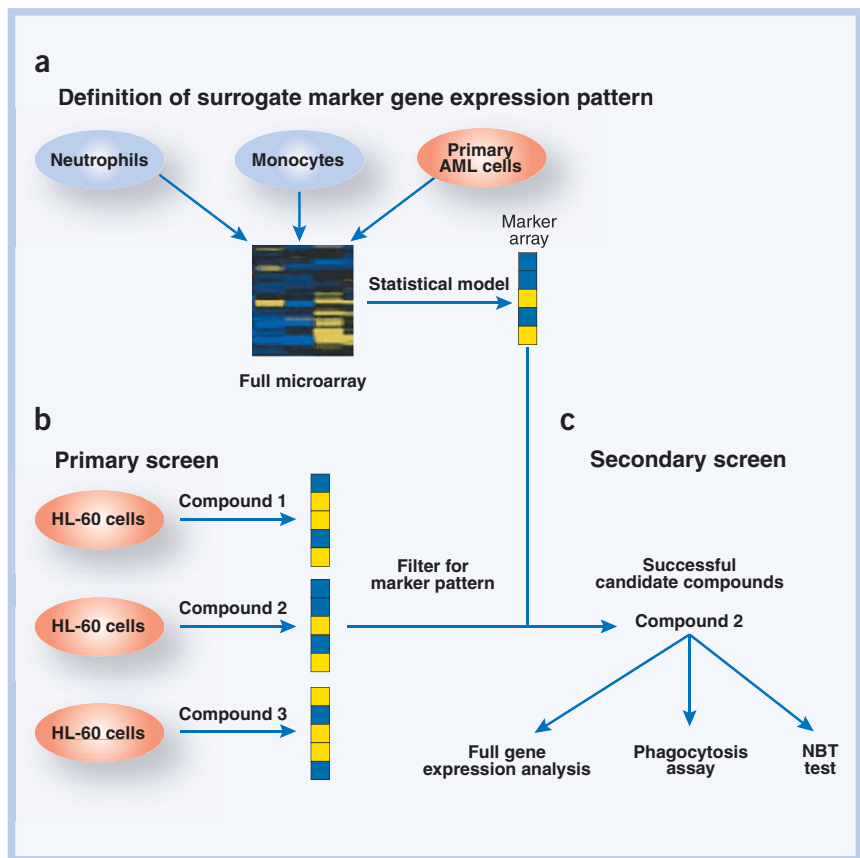 a
Definition of surrogate marker gene expression pattern
Neutrophils
Monocytes
Primary
AML cells
Marker
array
Statistical model
Full microarray
b
Primary screen
HL-60 cells
Compound 1
HL-60 cells
Compound 2
HL-60 cells
Compound 3
Filter for
marker pattern
c
Secondary screen
Successful
candidate compounds
Compound 2
Full gene
expression analysis
Phagocytosis
assay
NBT
test